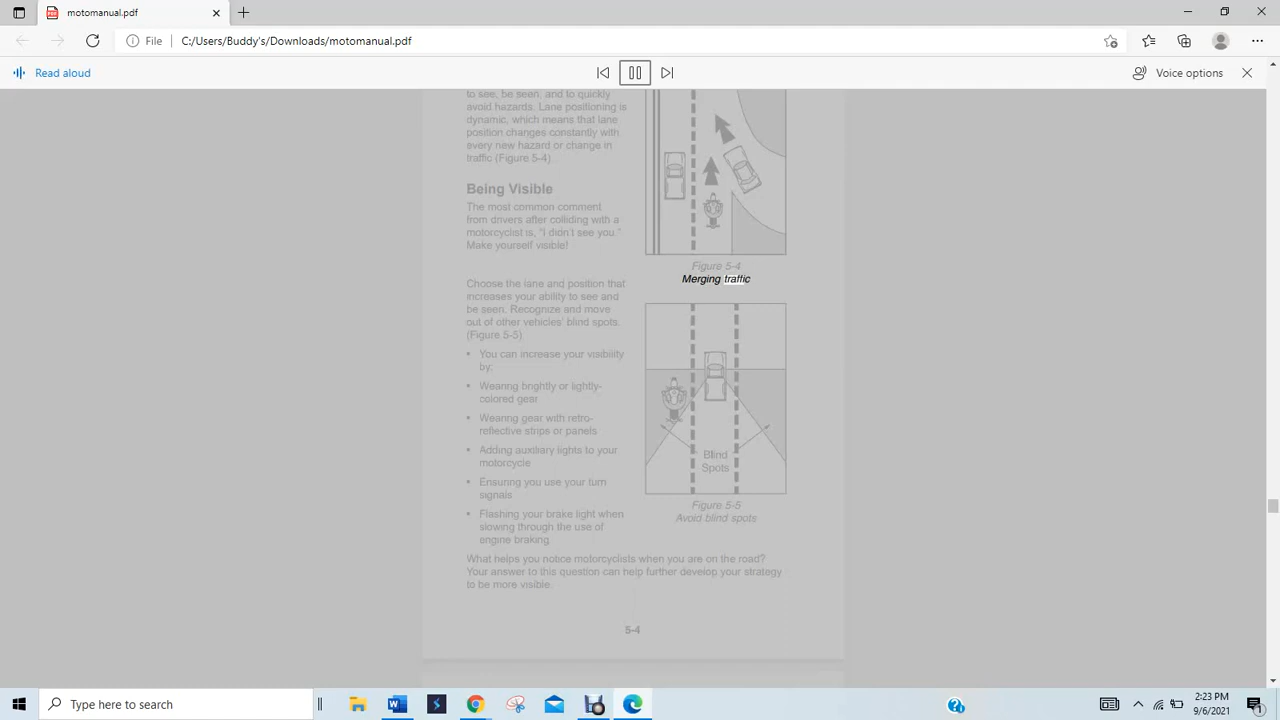 motomanual.pdf
File
C:/Users/Buddy's/Downloads/motomanual.pdf
Read aloud
Voice options
to see, be seen, and to quickly
avoid hazards. Lane positioning is
dynamic, which means that lane
position changes constantly with
every new hazard or change in
traffic (Figure 5-4).
Being Visible
The most common comment
from drivers after colliding with a
motorcyclist is, "I didn't see you."
Make yourself visible!
Choose the lane and position that
increases your ability to see and
be seen. Recognize and move
out of other vehicles' blind spots.
(Figure 5-5)
• You can increase your visibility
by:
• Wearing brightly or lightly-
colored gear
• Wearing gear with retro-
reflective strips or panels
• Adding auxiliary lights to your
motorcycle
• Ensuring you use your turn
signals
• Flashing your brake light when
slowing through the use of
engine braking.
Figure 5-4
Merging traffic
Blind
Spots
Figure 5-5
Avoid blind spots
What helps you notice motorcyclists when you are on the road?
Your answer to this question can help further develop your strategy
to be more visible.
5-4
Type here to search
2:23 PM
9/6/2021